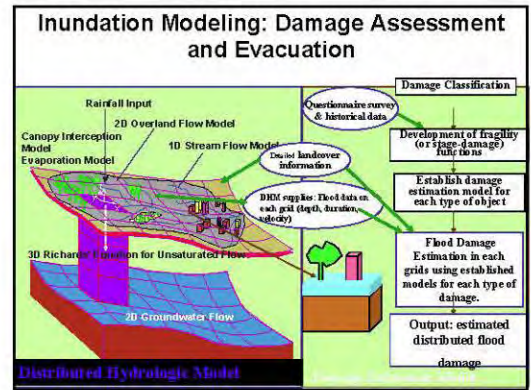 Inundation Modeling: Damage Assessment
and Evacuation
Rainfall Input
2D Overland Flow Model
Canopy Interception
Model
Evaporation Model
1D Stream Flow Model
3D Richards' Equation for Unsaturated Flow
2D Groundwater Flow
Distributed Hydrologic Model
Questionnaire survey
& historical data
Detailed landcover
information
DHM supplies: Flood data on
each grid (depth, duration,
velocity)
Damage Classification
Development of fragility
(or stage-damage)
functions
Establish damage
estimation model for
each type of object
Flood Damage
Estimation in each
grids using established
models for each type of
damage.
Output: estimated
distributed flood
damage